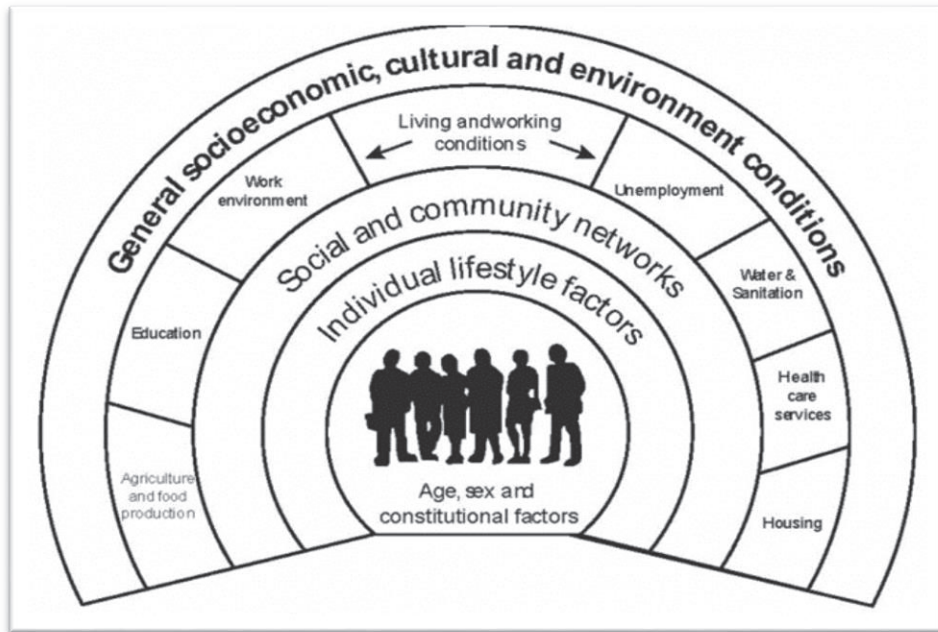 General socioeconomic, cultural and environment conditions
Living andworking
conditions
Work
environment
Unemployment
Education
Water &
Sanitation
Agriculture
and food
production
Health
care
services
Housing
Social and community networks
Individual lifestyle factors
Age, sex and
constitutional factors